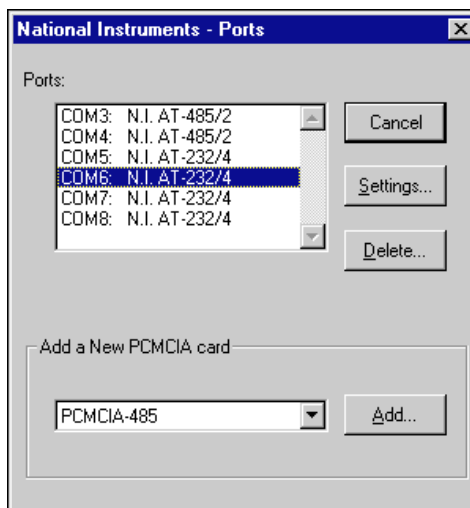 National Instruments - Ports
Ports:
COM3: N.I. AT-485/2
COM4: N.I. AT-485/2
COM5: N.I. AT-232/4
COM6: N.I. AT-232/4
COM7: N.I. AT-232/4
COM8: N.I. AT-232/4
Cancel
Settings...
Delete...
Add a New PCMCIA card
PCMCIA-485
Add...